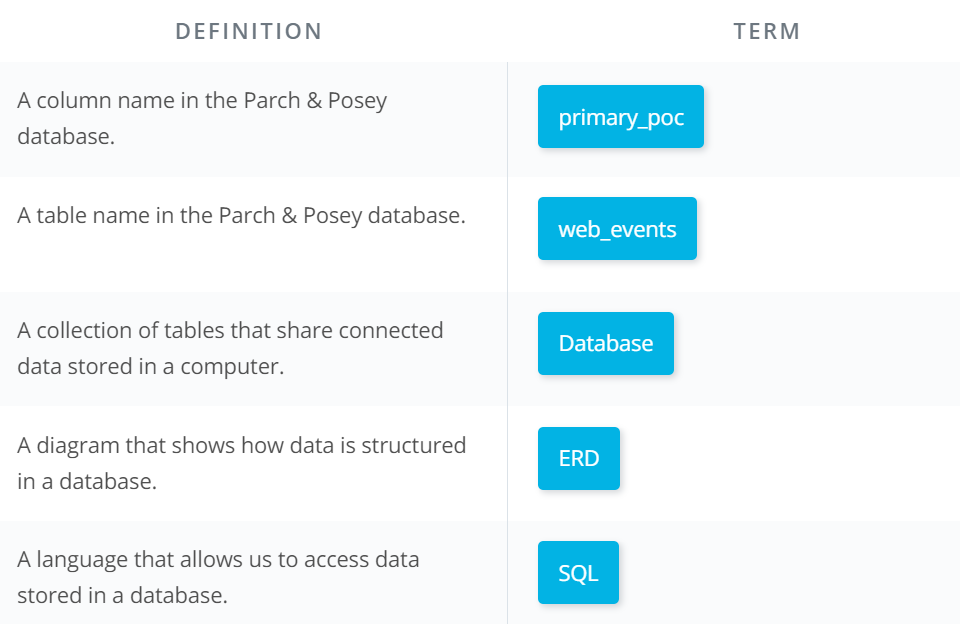 DEFINITION TERM
A column name in the Parch & Posey
database.
primary_poc
A table name in the Parch & Posey database.
web_events
A collection of tables that share connected
data stored in a computer.
Database
A diagram that shows how data is structured
in a database.
ERD
A language that allows us to access data
stored in a database.
SQL